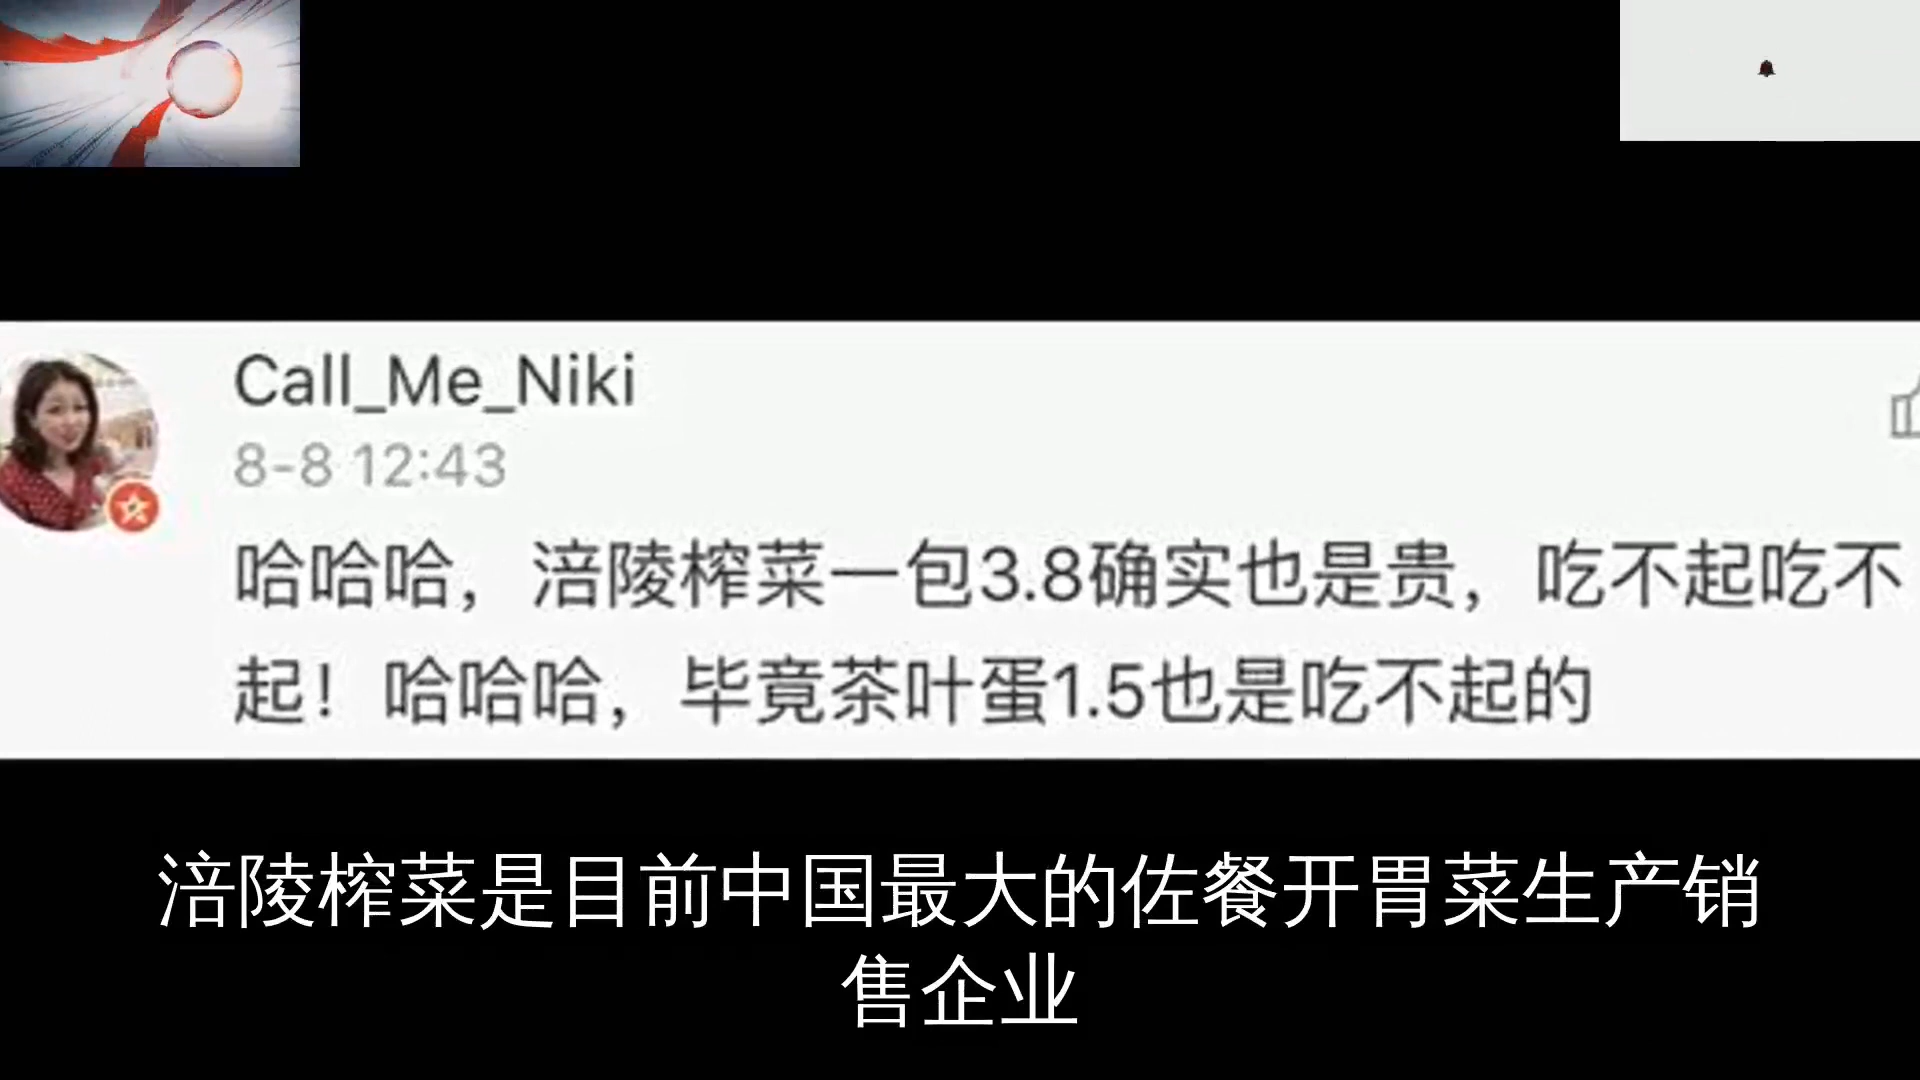 Call_Me_Niki
8-8 12:43
哈哈哈，涪陵榨菜一包3.8确实也是贵，吃不起吃不
起！哈哈哈，毕竟茶叶蛋1.5也是吃不起的
涪陵榨菜是目前中国最大的佐餐开胃菜生产销
售企业